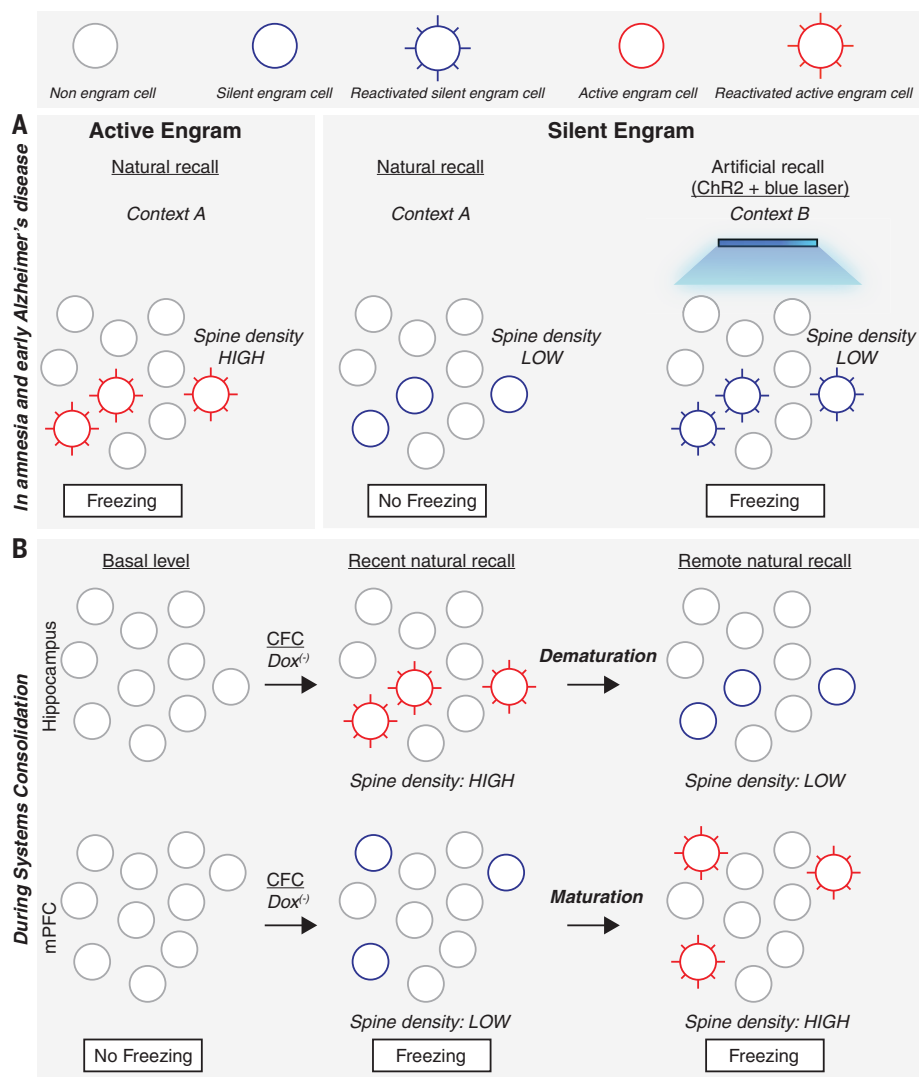 Non engram cell
Silent engram cell
Reactivated silent engram cell
Active engram cell
Reactivated active engram cell
A
In amnesia and early Alzheimer's disease
Active Engram
Natural recall
Context A
Spine density
HIGH
Freezing
Silent Engram
Natural recall
Context A
Spine density
LOW
No Freezing
Artificial recall
(ChR2 + blue laser)
Context B
Spine density
LOW
Freezing
B
During Systems Consolidation
Basal level
Recent natural recall
Remote natural recall
Hippocampus
CFC
Dox(-)
Dematuration
Spine density: HIGH
Spine density: LOW
mPFC
CFC
Dox(-)
Maturation
Spine density: LOW
Spine density: HIGH
No Freezing
Freezing
Freezing